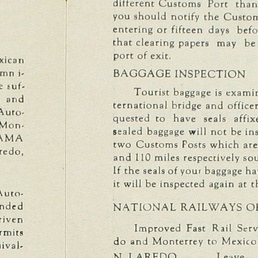 xican
mn i-
e suf-
and
Auto-
Mon-
AMA
redo,
Auto-
nded
riven
rmits
uival-
different Customs Port than
you should notify the Custom
entering or fifteen days befo
that clearing papers may be
port of exit.
BAGGAGE INSPECTION
Tourist baggage is examin
ternational bridge and officer
quested to have seals affixe
sealed baggage will not be ins
two Customs Posts which are
and 110 miles respectively sou
If the seals of your baggage ha
it will be inspected again at th
NATIONAL RAILWAYS OF
Improved Fast Rail Serv
do and Monterrey to Mexico
N. LAREDO Leave